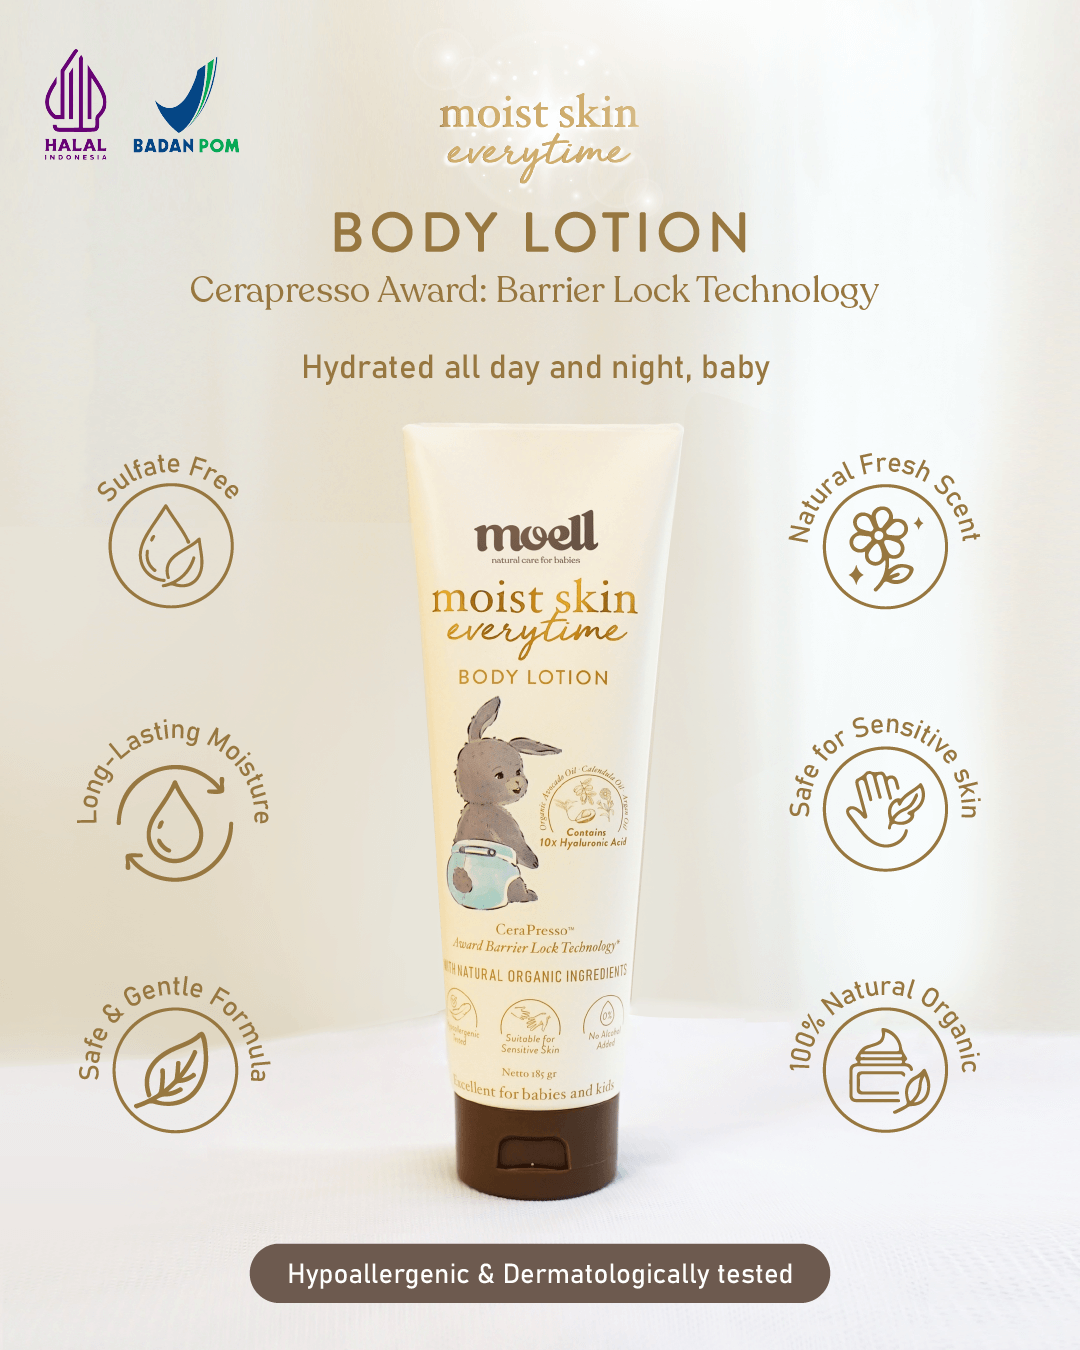 HALAL
INDONESIA
BADAN POM
moist skin
everytime
BODY LOTION
Cerapresso Award: Barrier Lock Technology
Hydrated all day and night, baby
Sulfate Free
Natural Fresh Scent
Long-Lasting Moisture
Safe for Sensitive skin
Safe & Gentle Formula
100% Natural Organic
moell
natural care for babies
moist skin
everytime
BODY LOTION
Organic Avocado Oil · Calendula Oil · Argan Oil
Contains
10x Hyaluronic Acid
CeraPresso™
Award Barrier Lock Technology*
WITH NATURAL ORGANIC INGREDIENTS
Tested
Suitable for
Sensitive Skin
0%
No Alcohol
Added
Netto 185 gr
Excellent for babies and kids
Hypoallergenic & Dermatologically tested